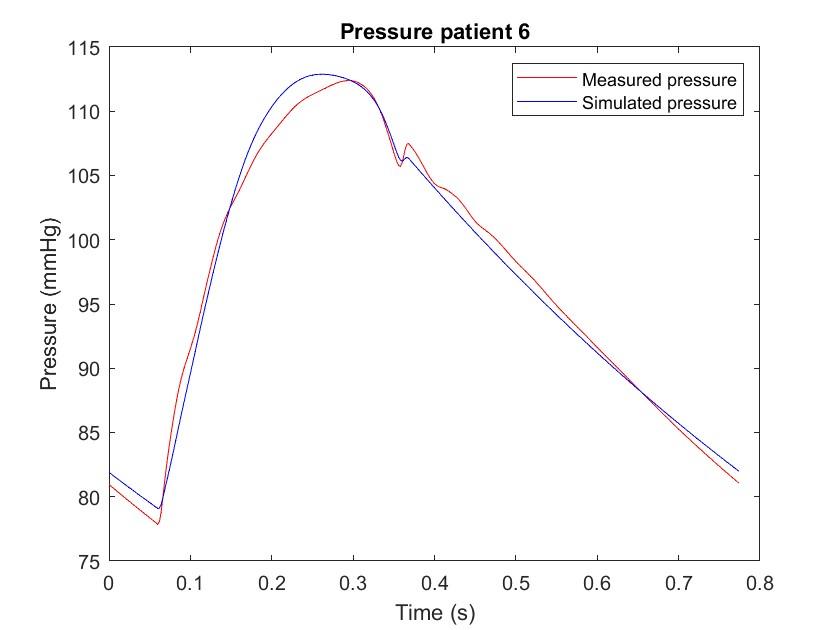 Pressure patient 6
Measured pressure
Simulated pressure
115
110
105
100
95
90
85
80
75
Pressure (mmHg)
0 0.1 0.2 0.3 0.4 0.5 0.6 0.7 0.8
Time (s)